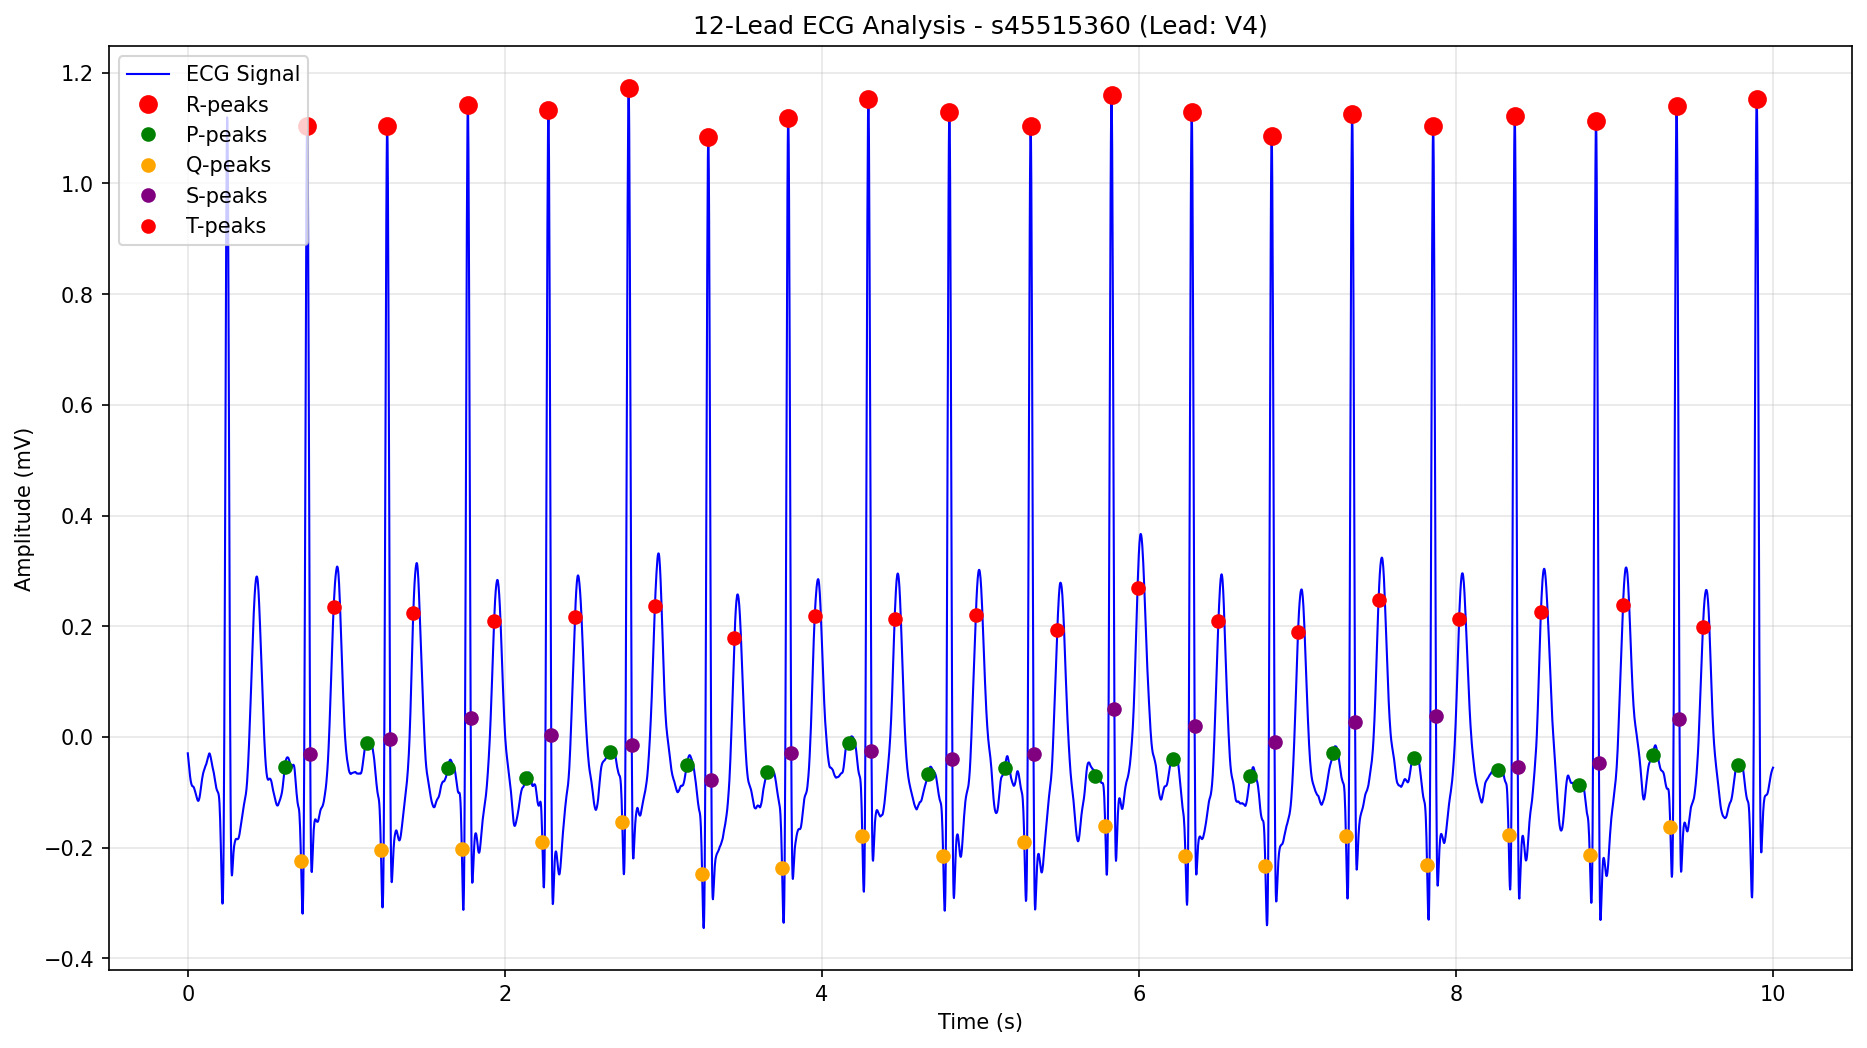 12-Lead ECG Analysis - s45515360 (Lead: V4)
ECG Signal
R-peaks
P-peaks
Q-peaks
S-peaks
T-peaks
Amplitude (mV)
1.2
1.0
0.8
0.6
0.4
0.2
0.0
−0.2
−0.4
0 2 4 6 8 10
Time (s)